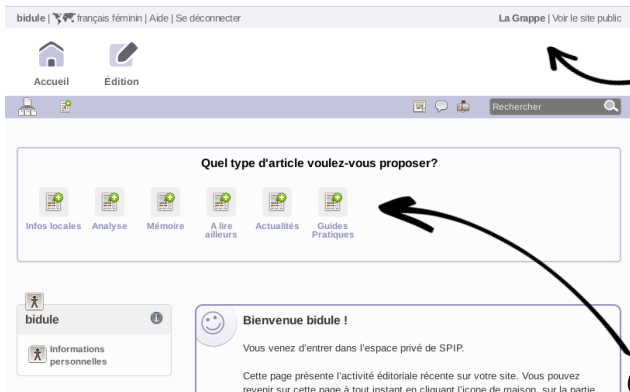 bidule | français féminin | Aide | Se déconnecter
La Grappe | Voir le site public
Accueil
Édition
Rechercher
Quel type d'article voulez-vous proposer?
Infos locales
Analyse
Mémoire
A lire
ailleurs
Actualités
Guides
Pratiques
bidule
Informations
personnelles
Bienvenue bidule !
Vous venez d'entrer dans l'espace privé de SPIP.
Cette page présente l'activité éditoriale récente sur votre site. Vous pouvez
revenir sur cette page à tout instant en cliquant l'icone de maison, sur la partie